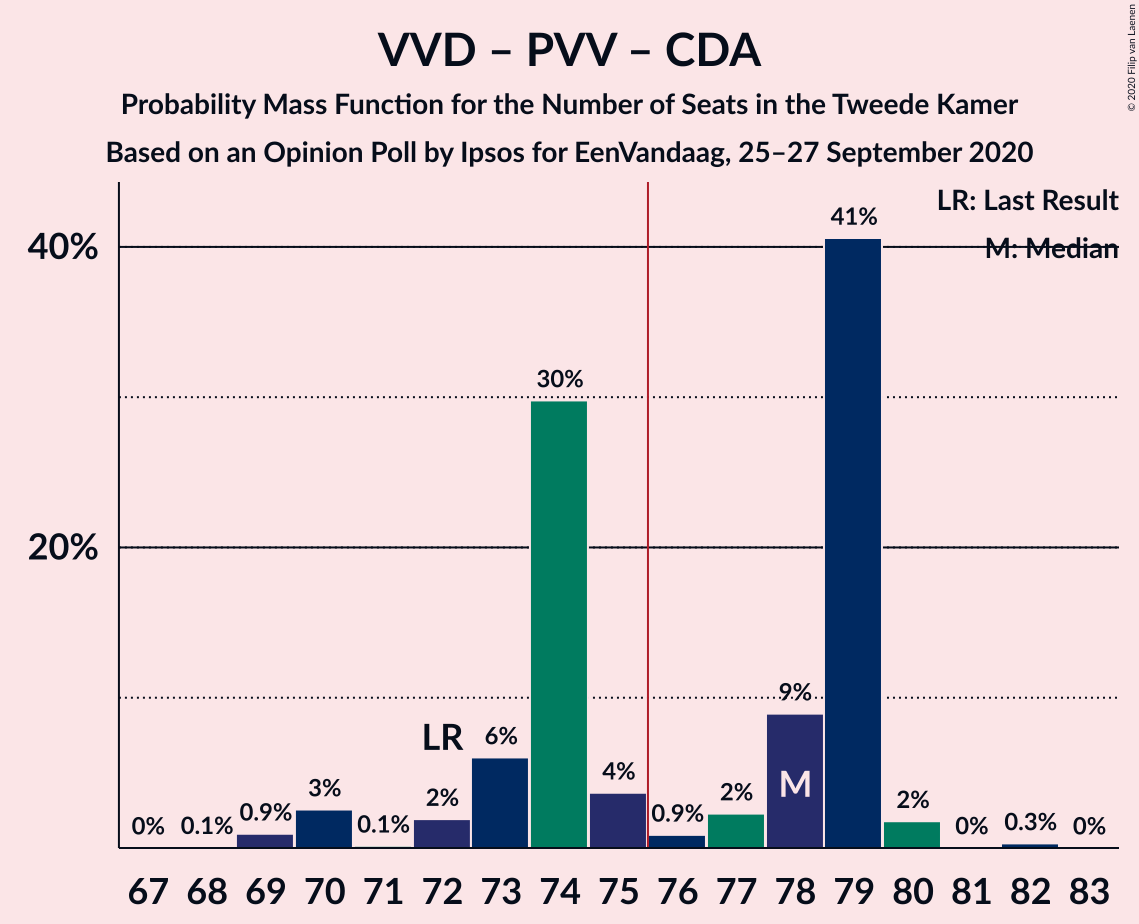 VVD – PVV – CDA
Probability Mass Function for the Number of Seats in the Tweede Kamer
Based on an Opinion Poll by Ipsos for EenVandaag, 25–27 September 2020
© 2020 Filip van Laenen
LR: Last Result
M: Median
40%
20%
0% 0.1% 0.9% 3% 0.1% 2% 6% 30% 4% 0.9% 2% 9% 41% 2% 0% 0.3% 0%
LR
M
67 68 69 70 71 72 73 74 75 76 77 78 79 80 81 82 83